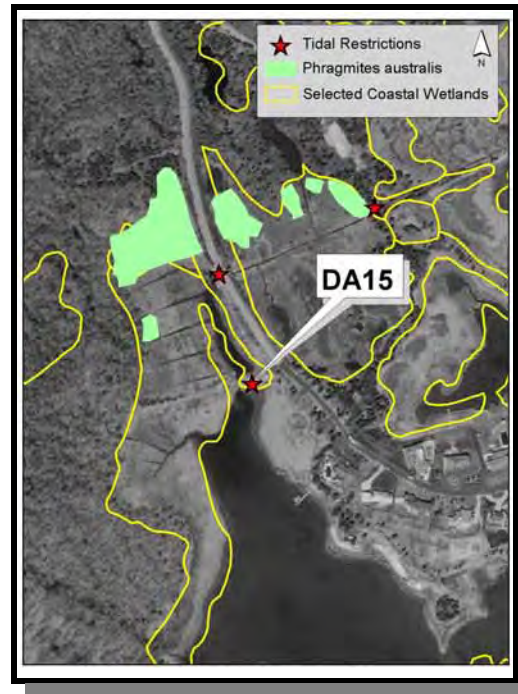 Tidal Restrictions
Phragmites australis
Selected Coastal Wetlands
N
DA15